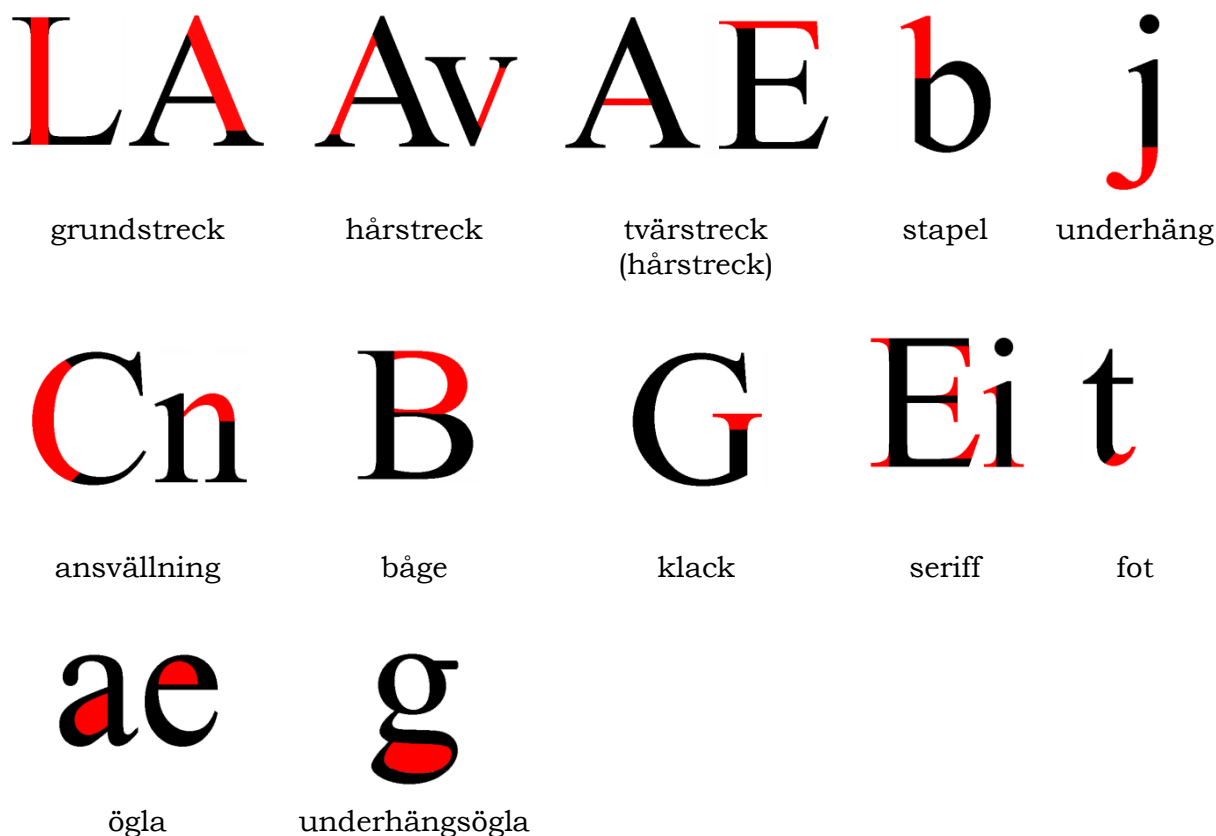 LA Av AE b j
grundstreck hårstreck tvärstreck stapel underhäng
(hårstreck)
Cn B G Ei t
ansvällning båge klack seriff fot
ae g
ögla underhängsögla